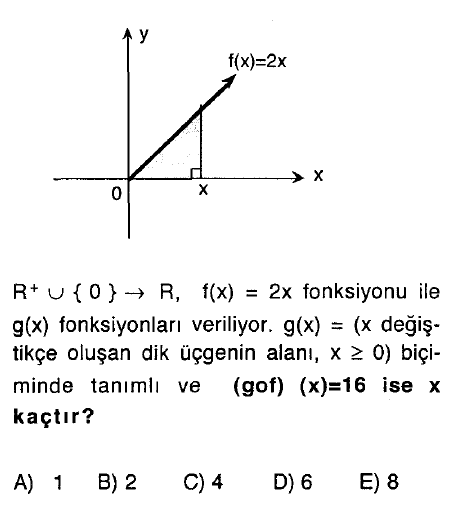 y
f(x)=2x
x
0
x
R⁺ ∪ { 0 } → R, f(x) = 2x fonksiyonu ile
g(x) fonksiyonları veriliyor. g(x) = (x değiş-
tikçe oluşan dik üçgenin alanı, x ≥ 0) biçi-
minde tanımlı ve (gof) (x)=16 ise x
kaçtır?
A) 1 B) 2 C) 4 D) 6 E) 8